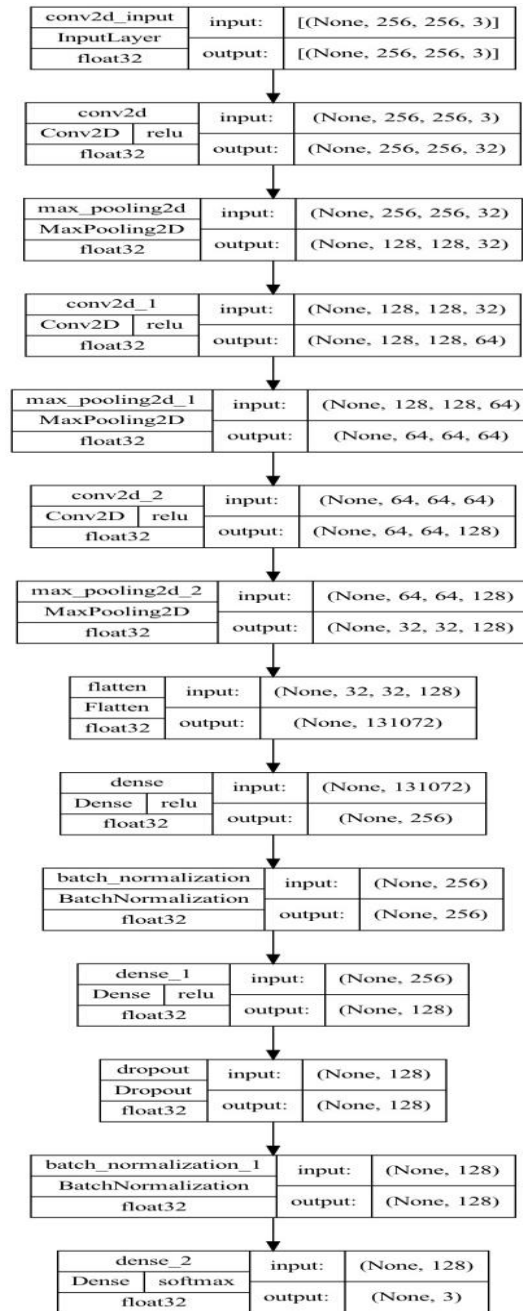 conv2d_input input: [(None, 256, 256, 3)]
InputLayer
float32 output: [(None, 256, 256, 3)]
conv2d input: (None, 256, 256, 3)
Conv2D relu
float32 output: (None, 256, 256, 32)
max_pooling2d input: (None, 256, 256, 32)
MaxPooling2D
float32 output: (None, 128, 128, 32)
conv2d_1 input: (None, 128, 128, 32)
Conv2D relu
float32 output: (None, 128, 128, 64)
max_pooling2d_1 input: (None, 128, 128, 64)
MaxPooling2D
float32 output: (None, 64, 64, 64)
conv2d_2 input: (None, 64, 64, 64)
Conv2D relu
float32 output: (None, 64, 64, 128)
max_pooling2d_2 input: (None, 64, 64, 128)
MaxPooling2D
float32 output: (None, 32, 32, 128)
flatten input: (None, 32, 32, 128)
Flatten
float32 output: (None, 131072)
dense input: (None, 131072)
Dense relu
float32 output: (None, 256)
batch_normalization input: (None, 256)
BatchNormalization
float32 output: (None, 256)
dense_1 input: (None, 256)
Dense relu
float32 output: (None, 128)
dropout input: (None, 128)
Dropout
float32 output: (None, 128)
batch_normalization_1 input: (None, 128)
BatchNormalization
float32 output: (None, 128)
dense_2 input: (None, 128)
Dense softmax
float32 output: (None, 3)